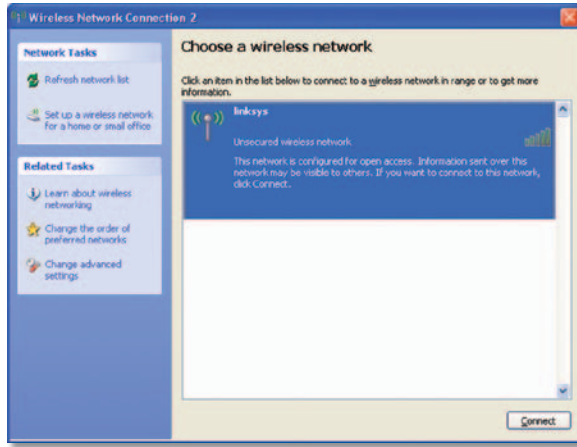 Wireless Network Connection 2
Network Tasks
Refresh network list
Set up a wireless network
for a home or small office
Related Tasks
Learn about wireless
networking
Change the order of
preferred networks
Change advanced
settings
Choose a wireless network
Click an item in the list below to connect to a wireless network in range or to get more
information.
linksys
Unsecured wireless network
This network is configured for open access. Information sent over this
network may be visible to others. If you want to connect to this network,
click Connect.
Connect